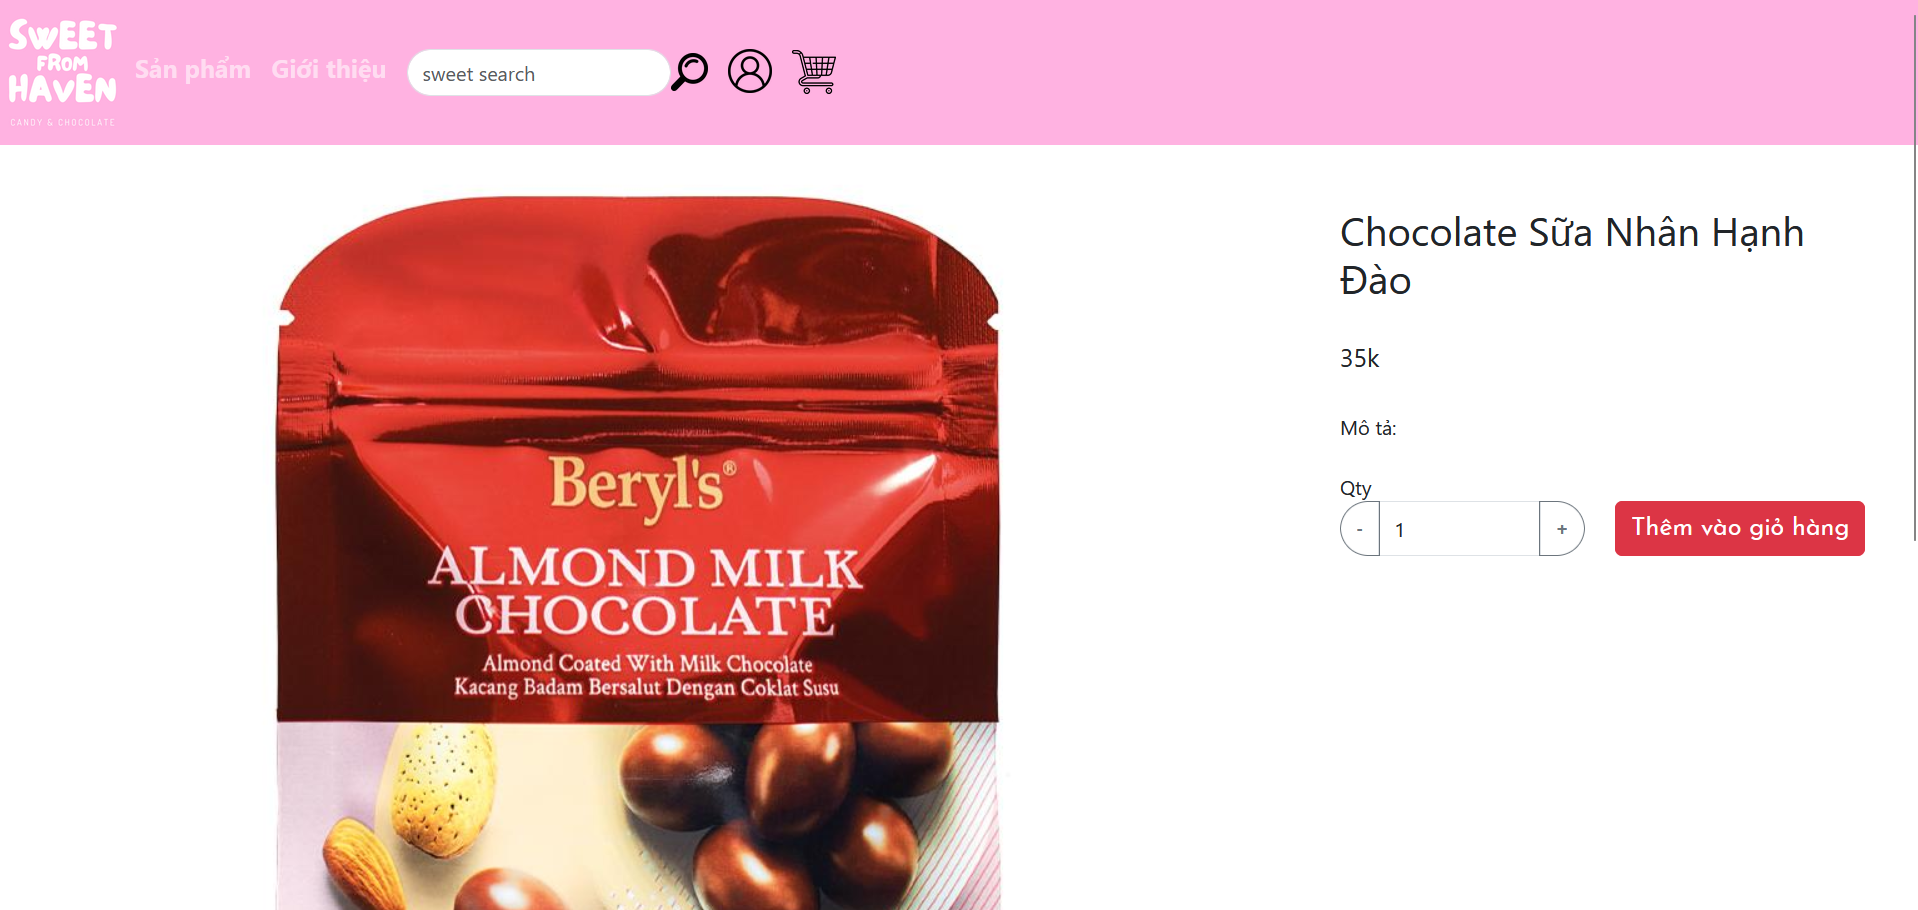 SWEET
FROM
HAVEN
CANDY & CHOCOLATE
Sản phẩm
Giới thiệu
sweet search
Beryl's®
ALMOND MILK
CHOCOLATE
Almond Coated With Milk Chocolate
Kacang Badam Bersalut Dengan Coklat Susu
Chocolate Sữa Nhân Hạnh
Đào
35k
Mô tả:
Qty
- 1 +
Thêm vào giỏ hàng